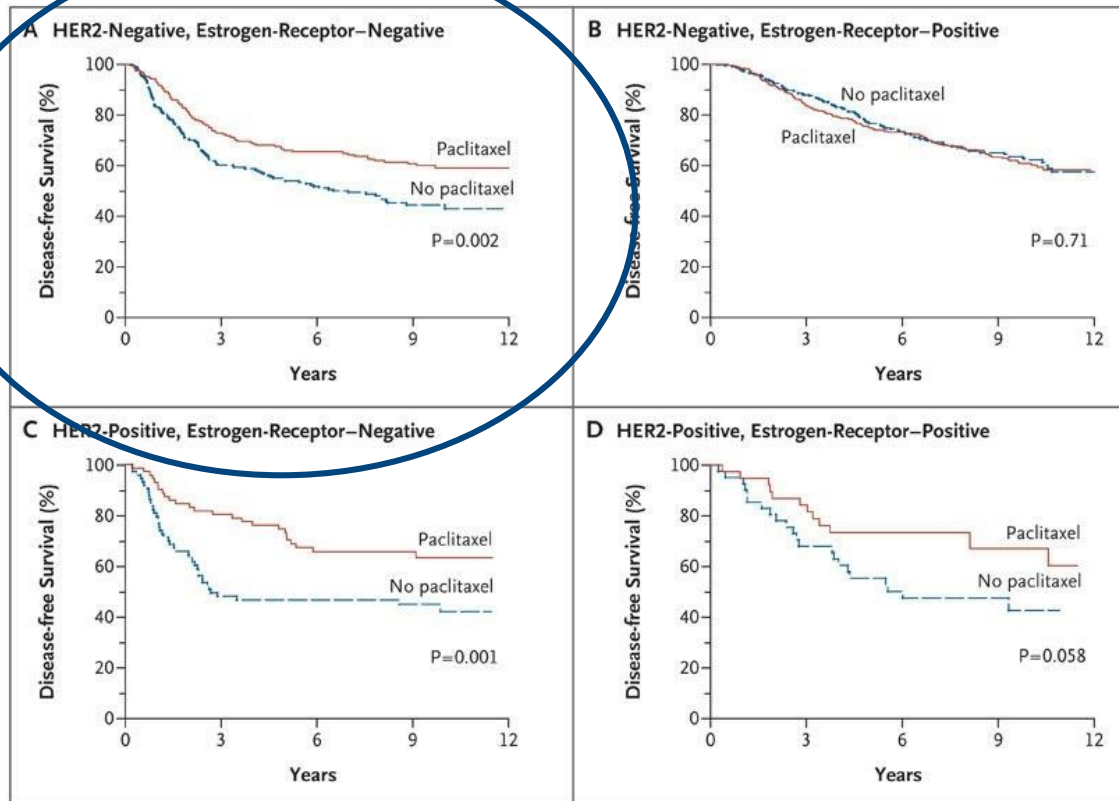 A HER2-Negative, Estrogen-Receptor–Negative
Disease-free Survival (%)
100
80
60
40
20
0
Paclitaxel
No paclitaxel
P=0.002
0 3 6 9 12
Years
B HER2-Negative, Estrogen-Receptor–Positive
Disease-free Survival (%)
100
80
60
40
20
0
No paclitaxel
Paclitaxel
P=0.71
0 3 6 9 12
Years
C HER2-Positive, Estrogen-Receptor–Negative
Disease-free Survival (%)
100
80
60
40
20
0
Paclitaxel
No paclitaxel
P=0.001
0 3 6 9 12
Years
D HER2-Positive, Estrogen-Receptor–Positive
Disease-free Survival (%)
100
80
60
40
20
0
Paclitaxel
No paclitaxel
P=0.058
0 3 6 9 12
Years